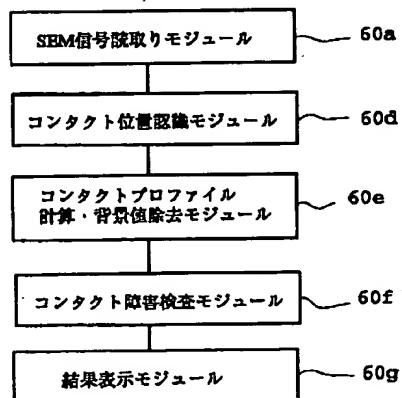 SEM信号読取りモジュール 60a
コンタクト位置認識モジュール 60d
コンタクトプロファイル
計算・背景値除去モジュール 60e
コンタクト障害検査モジュール 60f
結果表示モジュール 60g